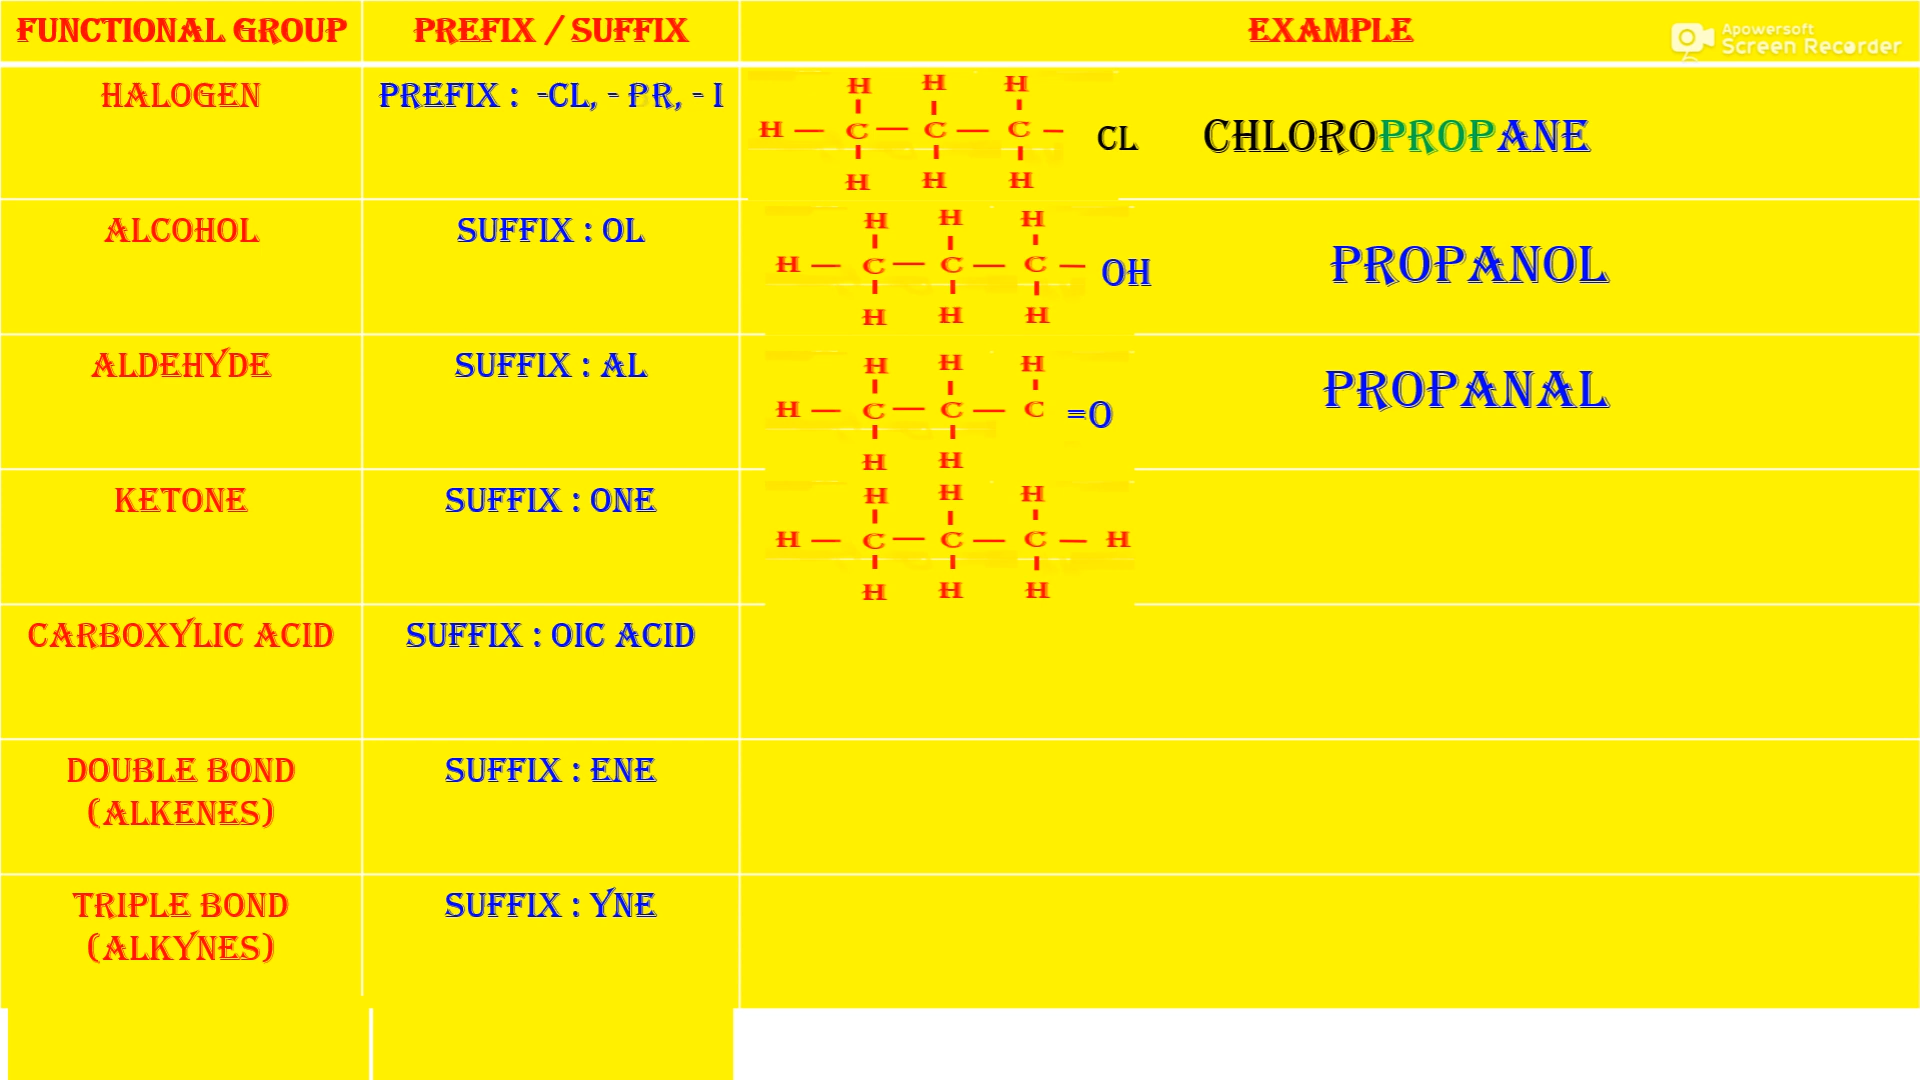 FUNCTIONAL GROUP PREFIX / SUFFIX EXAMPLE
Apowersoft
Screen Recorder
HALOGEN PREFIX : -CL, - PR, - I
H H H
H — C — C — C — CL CHLOROPROPANE
H H H
ALCOHOL SUFFIX : OL
H H H
H — C — C — C — OH PROPANOL
H H H
ALDEHYDE SUFFIX : AL
H H H
H — C — C — C =O PROPANAL
H H
KETONE SUFFIX : ONE
H H H
H — C — C — C — H
H H H
CARBOXYLIC ACID SUFFIX : OIC ACID
DOUBLE BOND SUFFIX : ENE
(ALKENES)
TRIPLE BOND SUFFIX : YNE
(ALKYNES)